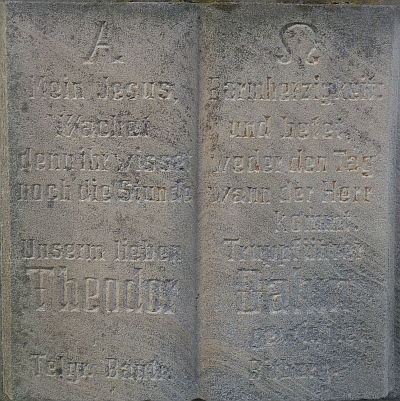 A. Ω
Mein Jesus, Barmherzigkeit!
Wachet und betet
denn ihr wisset weder den Tag
noch die Stunde wann der Herr
kommt.
Unserm lieben Truppführer
Theodor
Telgr.